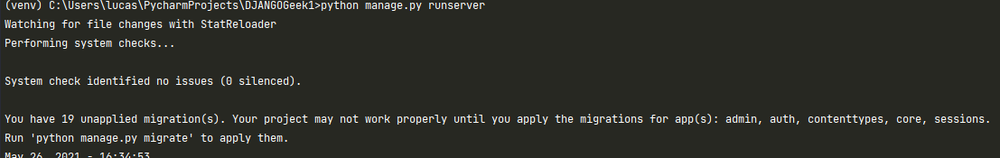 (venv) C:\Users\lucas\PycharmProjects\DJANGOGeek1>python manage.py runserver
Watching for file changes with StatReloader
Performing system checks...
System check identified no issues (0 silenced).
You have 19 unapplied migration(s). Your project may not work properly until you apply the migrations for app(s): admin, auth, contenttypes, core, sessions.
Run 'python manage.py migrate' to apply them.
May 26, 2021 - 16:34:53